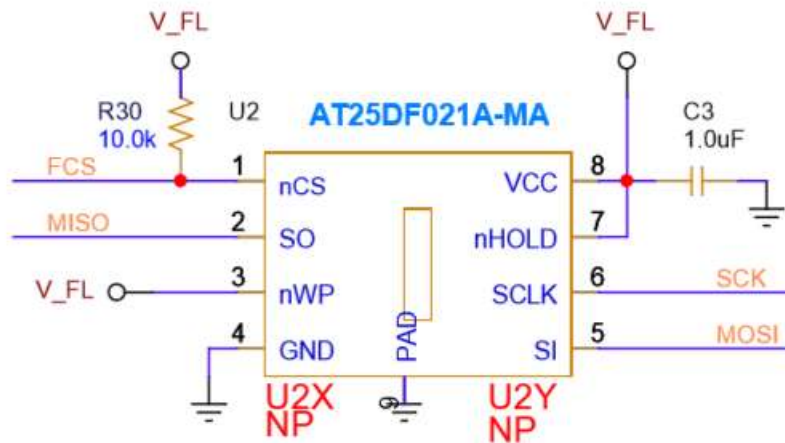 V_FL
V_FL
R30
10.0k
U2
AT25DF021A-MA
C3
1.0uF
FCS
1
nCS
VCC
8
MISO
2
SO
nHOLD
7
V_FL
3
nWP
SCLK
6
SCK
4
GND
PAD
SI
5
MOSI
9
U2X
NP
U2Y
NP